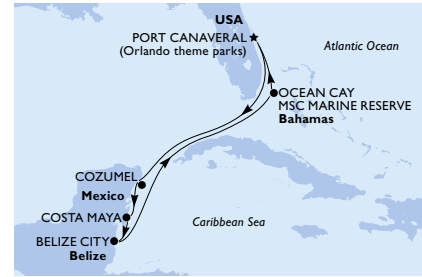 USA
PORT CANAVERAL
(Orlando theme parks)
Atlantic Ocean
OCEAN CAY
MSC MARINE RESERVE
Bahamas
COZUMEL
Mexico
COSTA MAYA
Caribbean Sea
BELIZE CITY
Belize